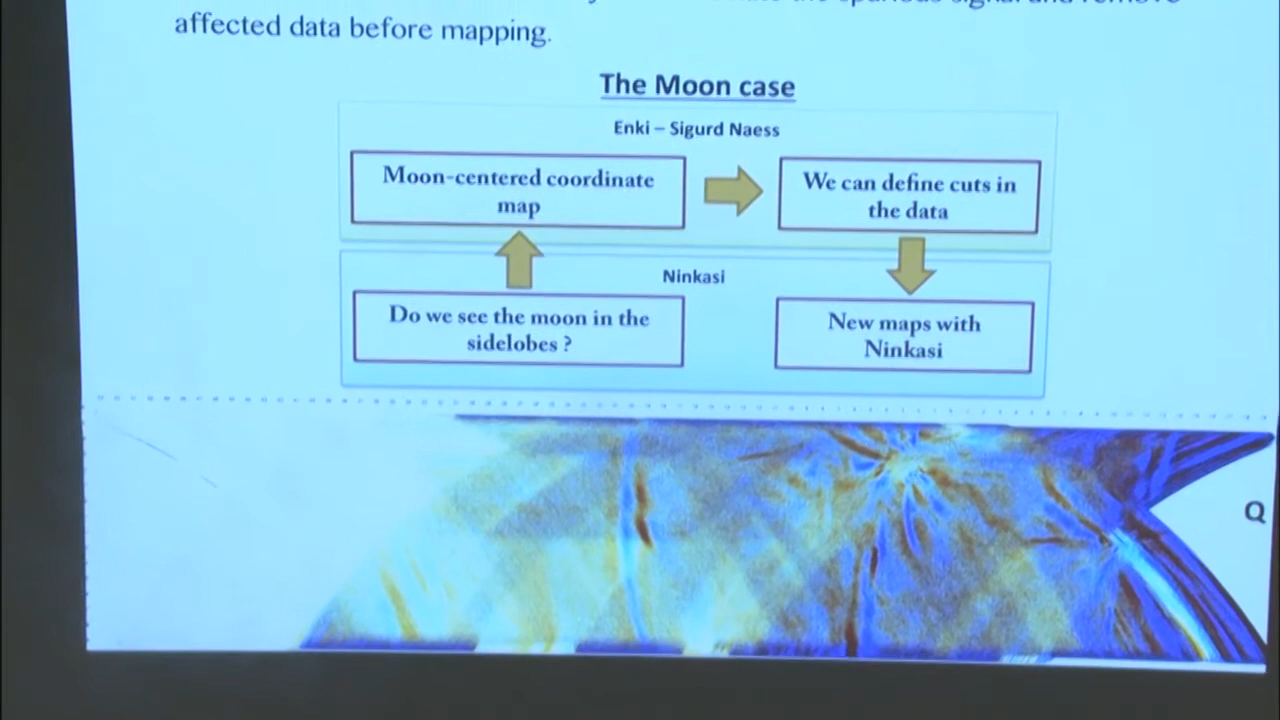 affected data before mapping.
The Moon case
Enki – Sigurd Naess
Moon-centered coordinate
map
We can define cuts in
the data
Ninkasi
Do we see the moon in the
sidelobes ?
New maps with
Ninkasi
Q